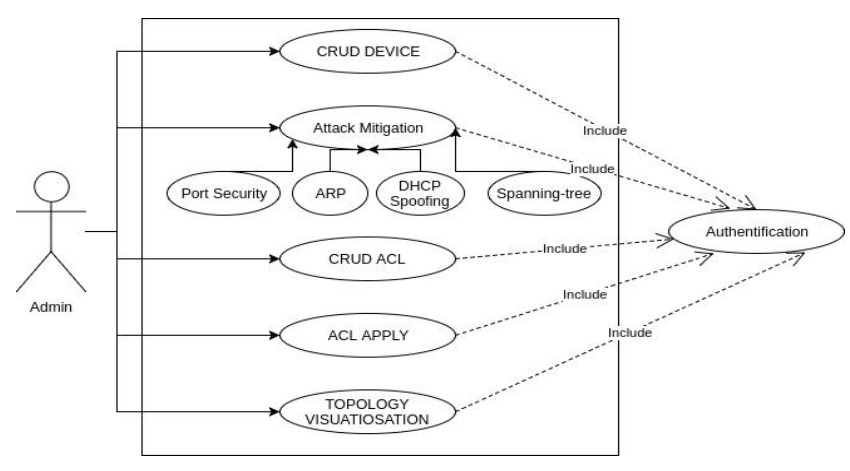 CRUD DEVICE
Include
Attack Mitigation
Include
Port Security
ARP
DHCP
Spoofing
Spanning-tree
Authentification
CRUD ACL
Include
Include
Admin
ACL APPLY
Include
TOPOLOGY
VISUATIOSATION